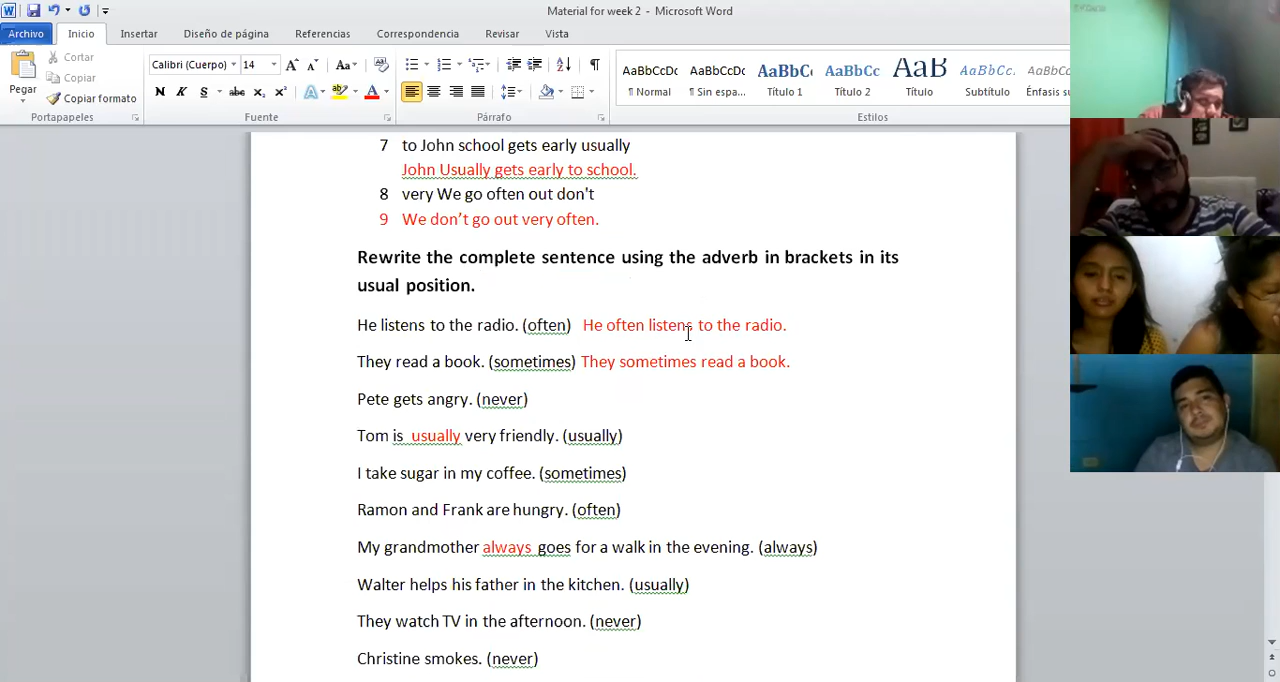 Material for week 2 - Microsoft Word
Archivo Inicio Insertar Diseño de página Referencias Correspondencia Revisar Vista
Pegar
Cortar
Copiar
Copiar formato
Portapapeles
Calibri (Cuerpo) 14
Fuente
Párrafo
AaBbCcDc AaBbCcDc AaBbC AaBbCc AaB AaBbCc. AaBbCcD
¶ Normal ¶ Sin espa... Título 1 Título 2 Título Subtítulo Énfasis su
Estilos
7 to John school gets early usually
John Usually gets early to school.
8 very We go often out don't
9 We don’t go out very often.
Rewrite the complete sentence using the adverb in brackets in its
usual position.
He listens to the radio. (often) He often listens to the radio.
They read a book. (sometimes) They sometimes read a book.
Pete gets angry. (never)
Tom is usually very friendly. (usually)
I take sugar in my coffee. (sometimes)
Ramon and Frank are hungry. (often)
My grandmother always goes for a walk in the evening. (always)
Walter helps his father in the kitchen. (usually)
They watch TV in the afternoon. (never)
Christine smokes. (never)